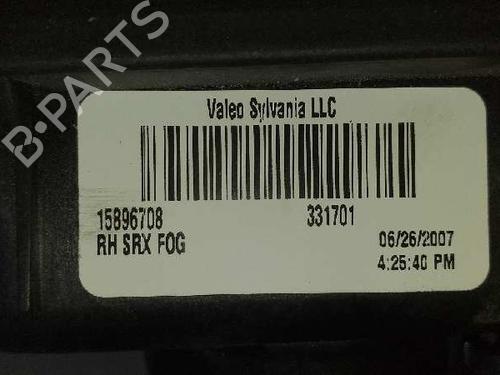 B-PARTS
Valeo Sylvania LLC
15896708 331701
RH SRX FOG 06/26/2007
4:25:40 PM